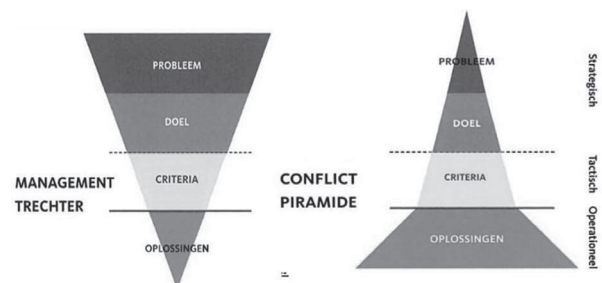 PROBLEEM
DOEL
CRITERIA
OPLOSSINGEN
MANAGEMENT
TRECHTER
PROBLEEM
DOEL
CRITERIA
OPLOSSINGEN
CONFLICT
PIRAMIDE
Strategisch
Tactisch
Operationeel